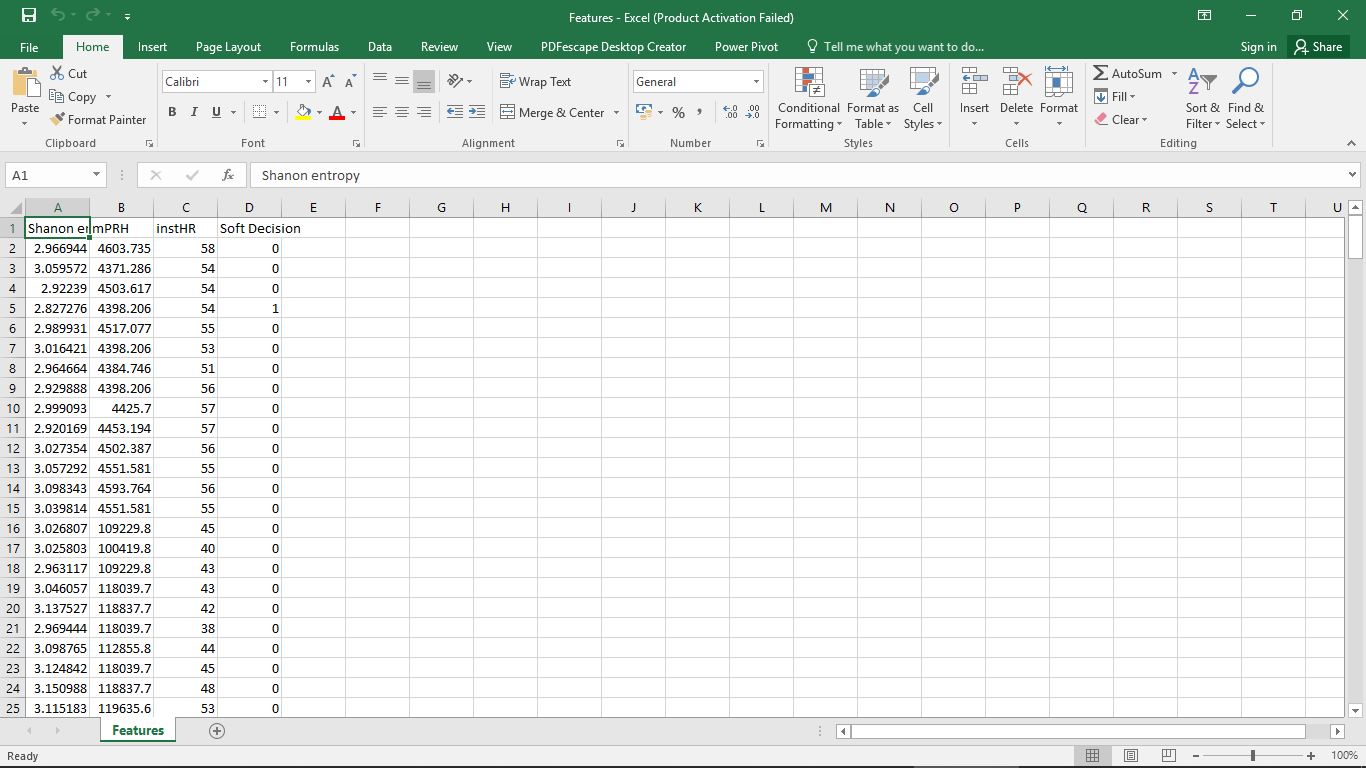 Features - Excel (Product Activation Failed)
File Home Insert Page Layout Formulas Data Review View PDFescape Desktop Creator Power Pivot Tell me what you want to do... Sign in Share
Paste
Cut
Copy
Format Painter
Clipboard
Calibri 11
B I U
A A
Font
Wrap Text
Merge & Center
Alignment
General
%
Number
Conditional Formatting
Format as Table
Cell Styles
Styles
Insert Delete Format
Cells
AutoSum
Fill
Clear
Sort & Filter
Find & Select
Editing
A1 fx Shanon entropy
A B C D E F G H I J K L M N O P Q R S T U
1 Shanon er mPRH instHR Soft Decision
2 2.966944 4603.735 58 0
3 3.059572 4371.286 54 0
4 2.92239 4503.617 54 0
5 2.827276 4398.206 54 1
6 2.989931 4517.077 55 0
7 3.016421 4398.206 53 0
8 2.964664 4384.746 51 0
9 2.929888 4398.206 56 0
10 2.999093 4425.7 57 0
11 2.920169 4453.194 57 0
12 3.027354 4502.387 56 0
13 3.057292 4551.581 55 0
14 3.098343 4593.764 56 0
15 3.039814 4551.581 55 0
16 3.026807 109229.8 45 0
17 3.025803 100419.8 40 0
18 2.963117 109229.8 43 0
19 3.046057 118039.7 43 0
20 3.137527 118837.7 42 0
21 2.969444 118039.7 38 0
22 3.098765 112855.8 44 0
23 3.124842 118039.7 45 0
24 3.150988 118837.7 48 0
25 3.115183 119635.6 53 0
Features
Ready 100%